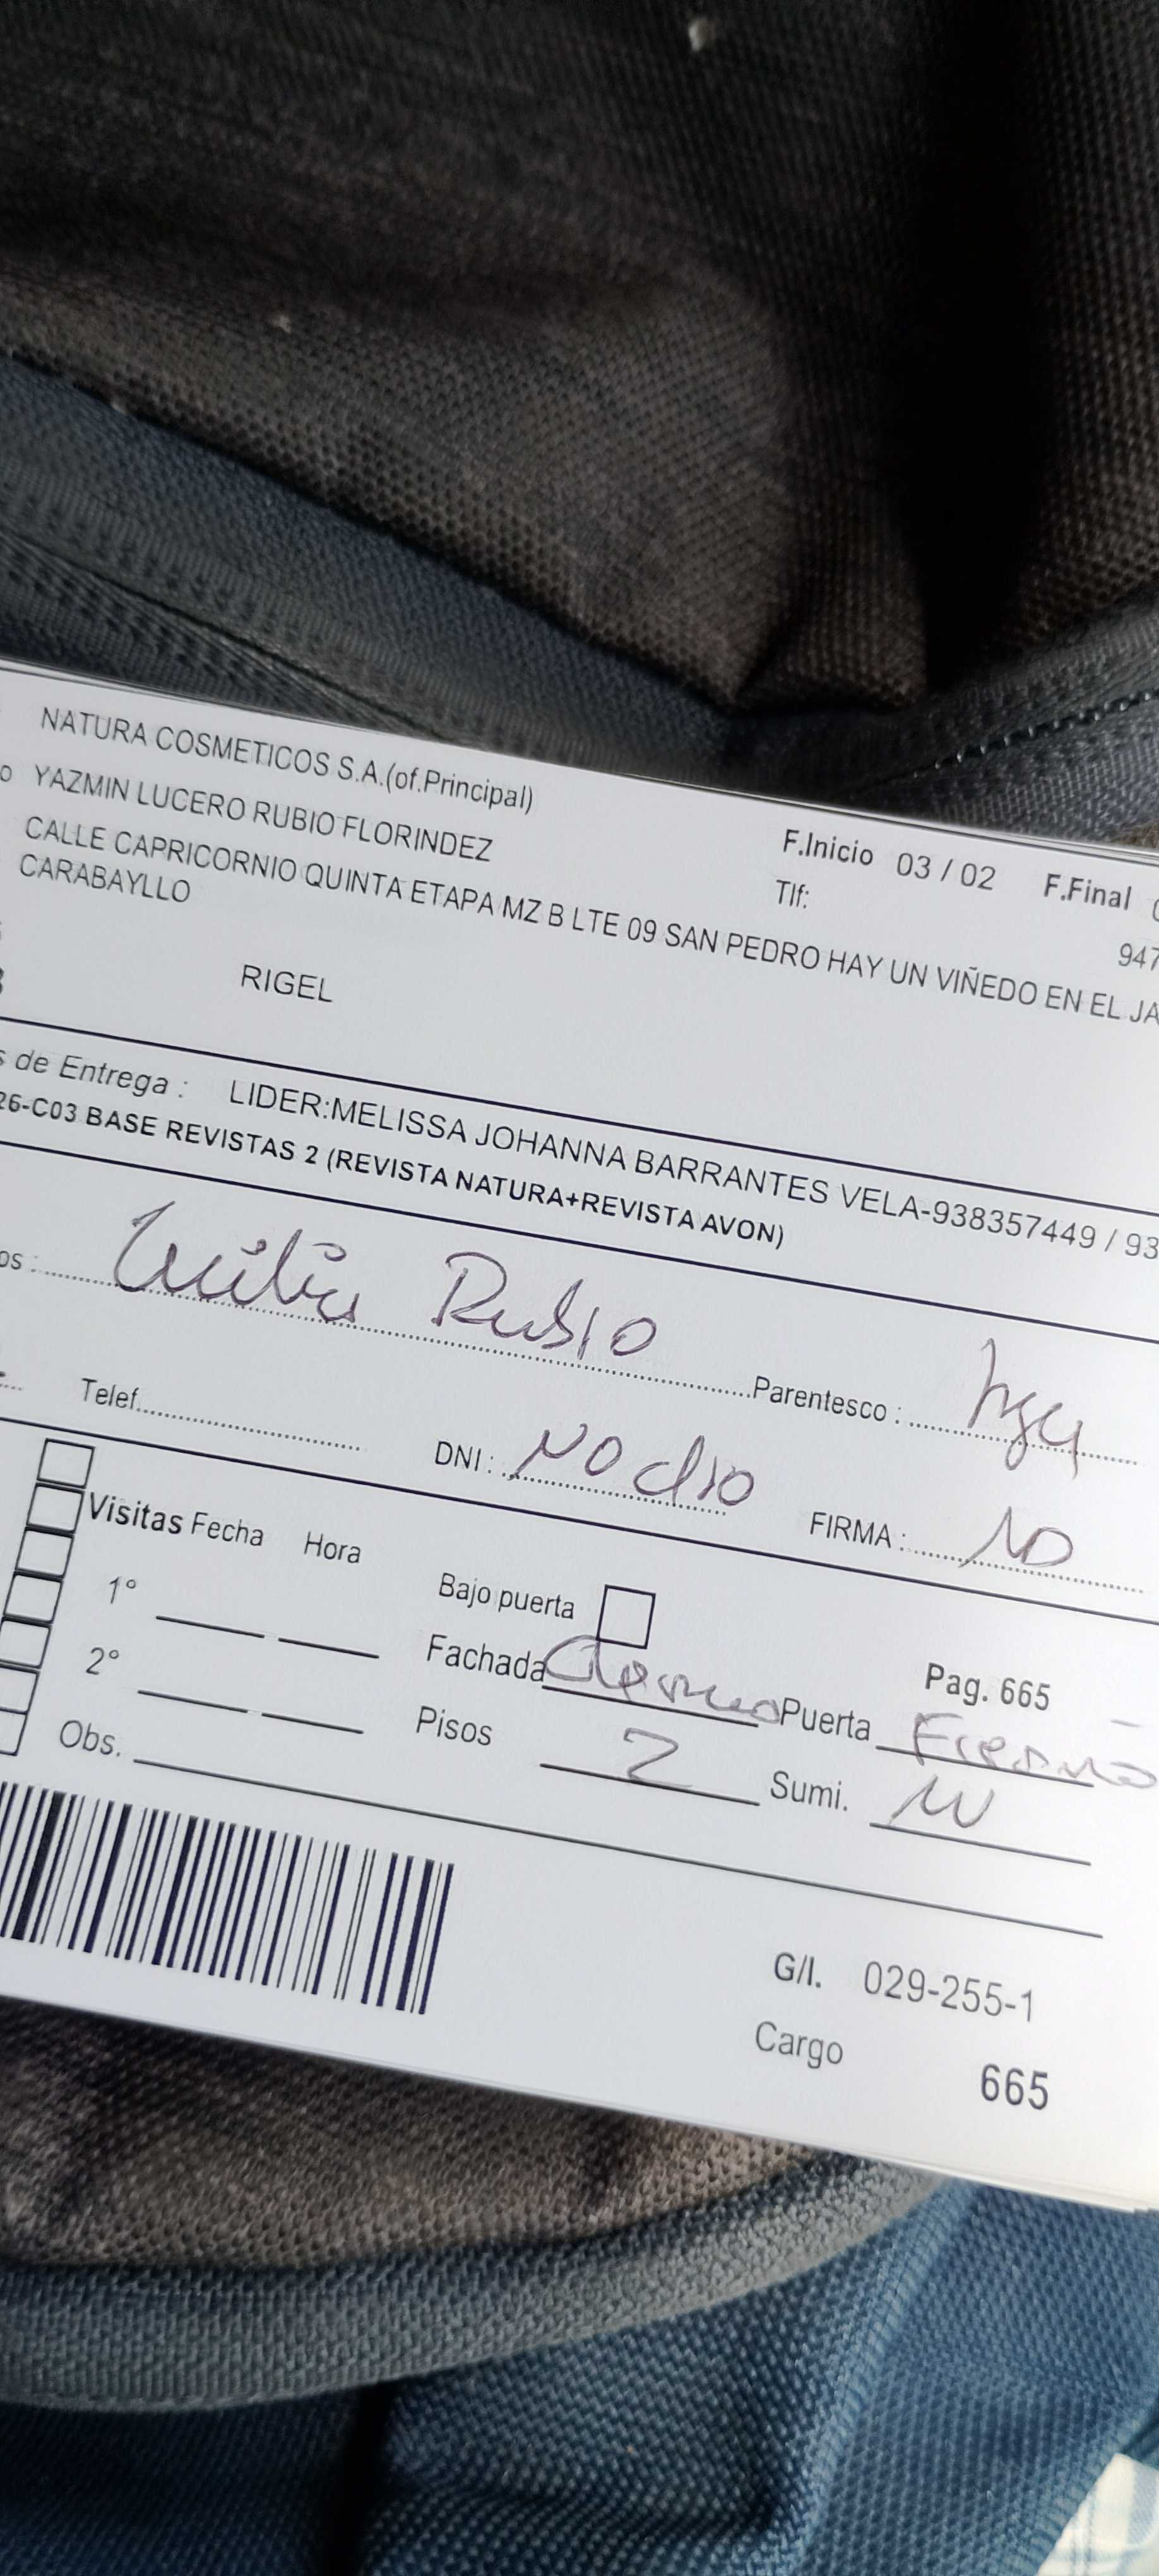 NATURA COSMETICOS S.A.(of.Principal)
o YAZMIN LUCERO RUBIO FLORINDEZ
F.Inicio 03 / 02 F.Final
CALLE CAPRICORNIO QUINTA ETAPA MZ B LTE 09 SAN PEDRO HAY UN VIÑEDO EN EL JA
Tlf: 947
CARABAYLLO
RIGEL
s de Entrega : LIDER:MELISSA JOHANNA BARRANTES VELA-938357449 / 93
26-C03 BASE REVISTAS 2 (REVISTA NATURA+REVISTA AVON)
os : Rubio Parentesco :
Telef. DNI : NO dio FIRMA : NO
Visitas Fecha Hora
Bajo puerta
1° Fachada Puerta
Pag. 665
2° Pisos 2 Sumi.
Obs.
G/I. 029-255-1
Cargo 665